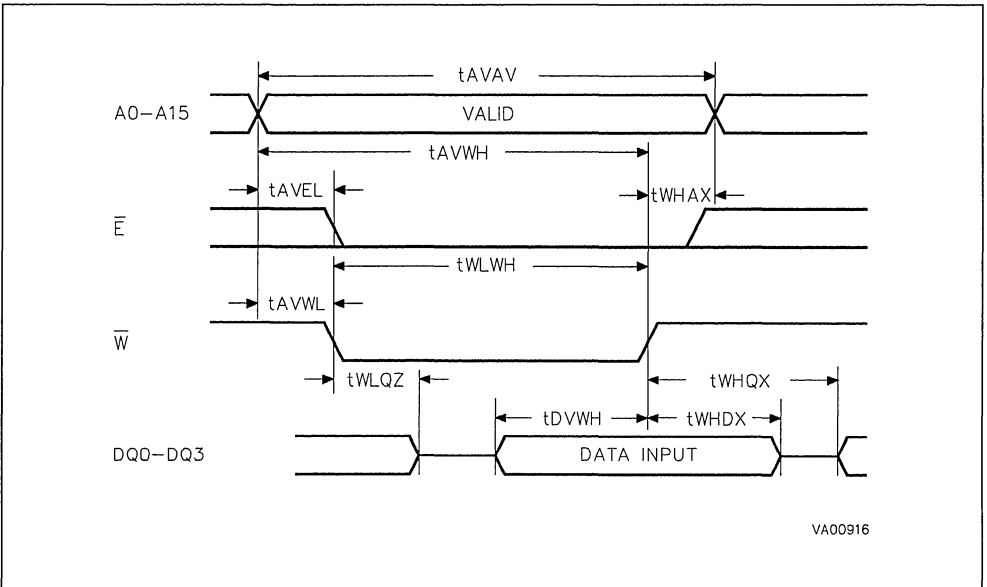 tAVAV
A0–A15
VALID
tAVWH
tAVEL
tWHAX
E̅
tWLWH
tAVWL
W̅
tWLQZ
tWHQX
tDVWH
tWHDX
DQ0–DQ3
DATA INPUT
VA00916